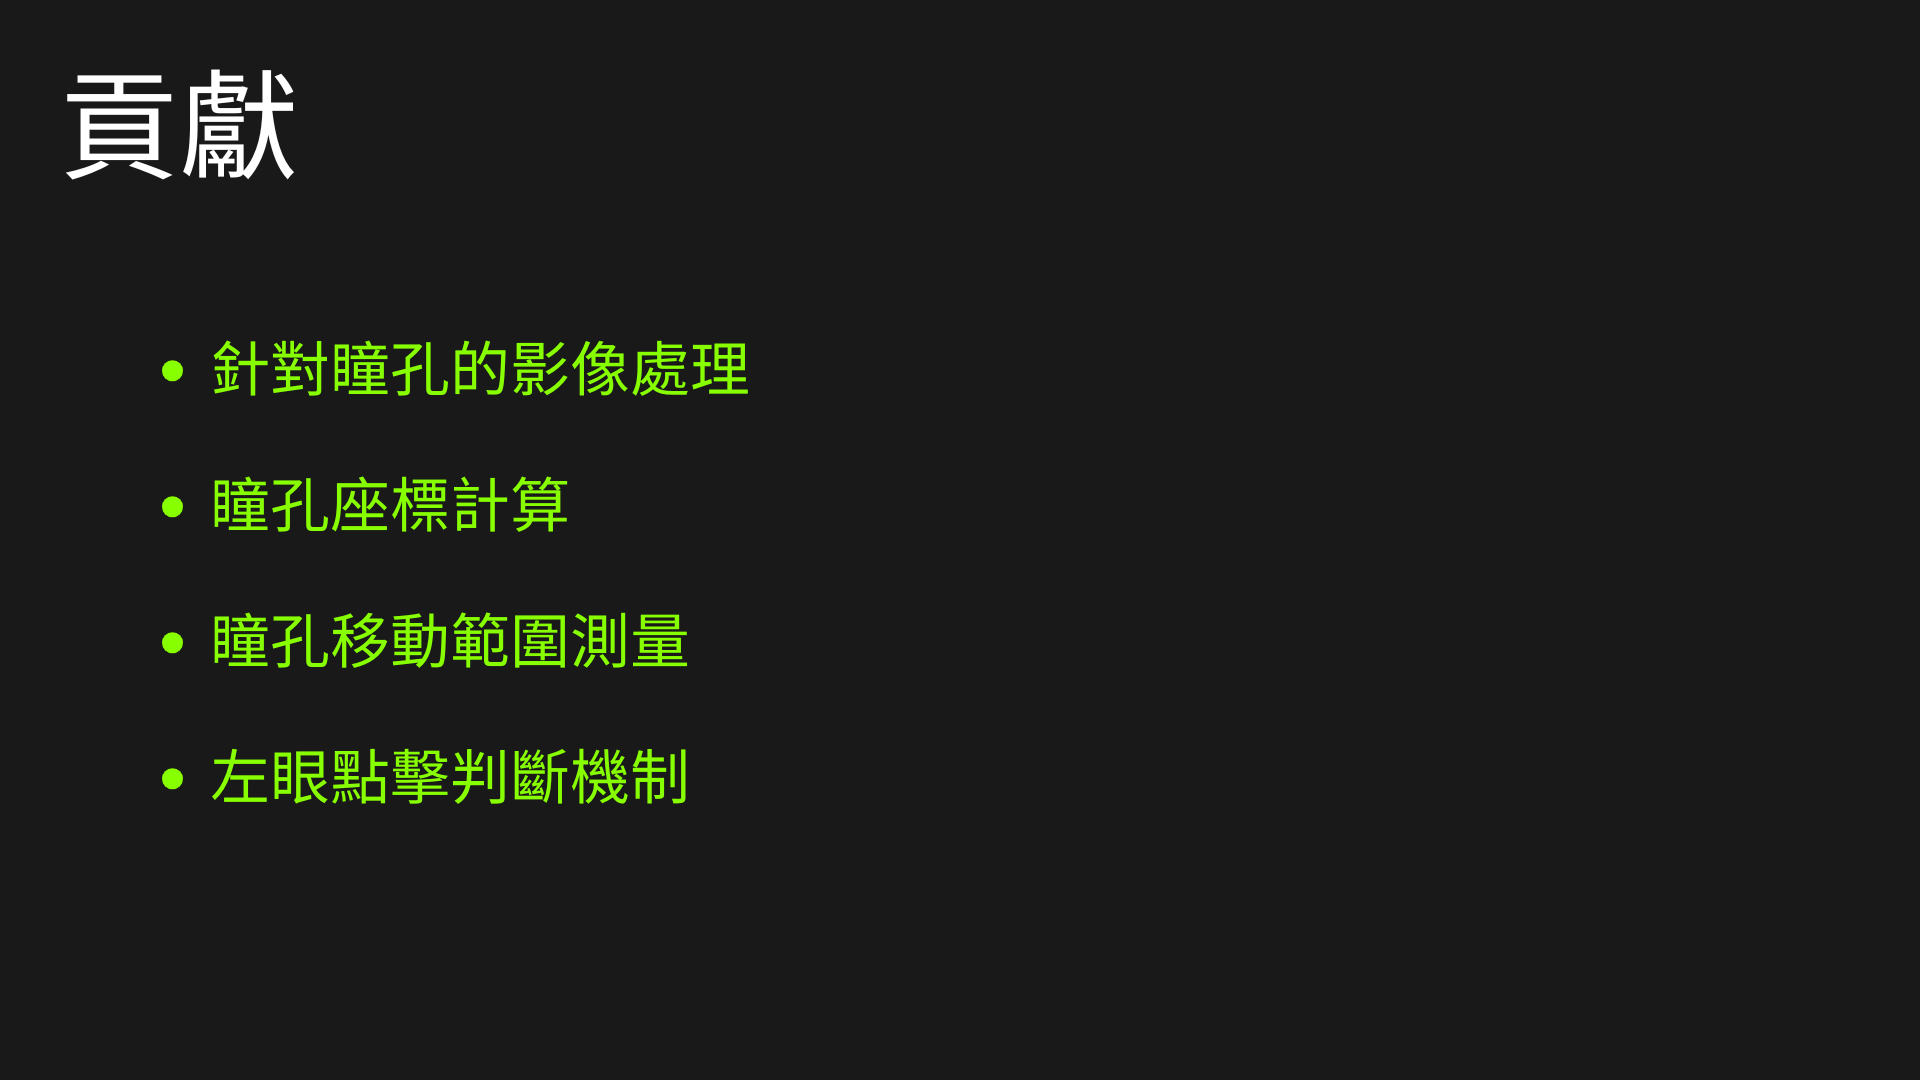 貢獻
• 針對瞳孔的影像處理
• 瞳孔座標計算
• 瞳孔移動範圍測量
• 左眼點擊判斷機制